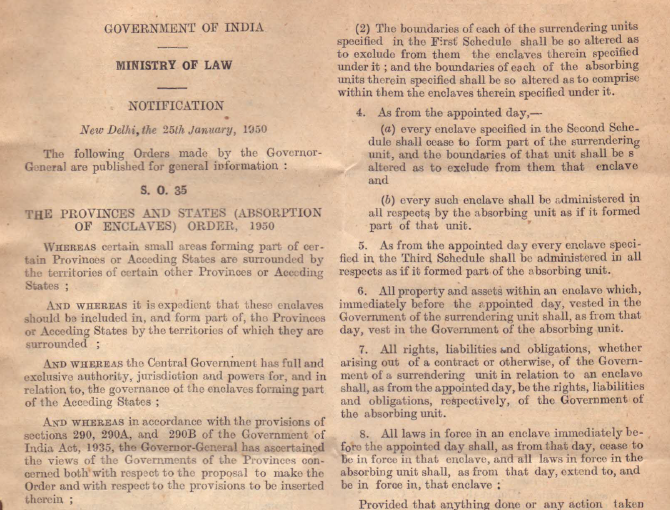 GOVERNMENT OF INDIA
MINISTRY OF LAW
NOTIFICATION
New Delhi, the 25th January, 1950
The following Orders made by the Governor-
General are published for general information :
S. O. 35
THE PROVINCES AND STATES (ABSORPTION
OF ENCLAVES) ORDER, 1950
WHEREAS certain small areas forming part of cer-
tain Provinces or Acceding States are surrounded by
the territories of certain other Provinces or Acceding
States ;
AND WHEREAS it is expedient that these enclaves
should be included in, and form part of, the Provinces
or Acceding States by the territories of which they are
surrounded ;
AND WHEREAS the Central Government has full and
exclusive authority, jurisdiction and powers for, and in
relation to, the governance of the enclaves forming part
of the Acceding States ;
AND WHEREAS in accordance with the provisions of
sections 290, 290A, and 290B of the Government of
India Act, 1935, the Governor-General has ascertained
the views of the Governments of the Provinces con-
cerned both with respect to the proposal to make the
Order and with respect to the provisions to be inserted
therein ;
(2) The boundaries of each of the surrendering units
specified in the First Schedule shall be so altered as
to exclude from them the enclaves therein specified
under it ; and the boundaries of each of the absorbing
units therein specified shall be so altered as to comprise
within them the enclaves therein specified under it.
4. As from the appointed day,—
(a) every enclave specified in the Second Sche-
dule shall cease to form part of the surrendering
unit, and the boundaries of that unit shall be s
altered as to exclude from them that enclave
and
(b) every such enclave shall be administered in
all respects by the absorbing unit as if it formed
part of that unit.
5. As from the appointed day every enclave speci-
fied in the Third Schedule shall be administered in all
respects as if it formed part of the absorbing unit.
6. All property and assets within an enclave which,
immediately before the appointed day, vested in the
Government of the surrendering unit shall, as from that
day, vest in the Government of the absorbing unit.
7. All rights, liabilities and obligations, whether
arising out of a contract or otherwise, of the Govern-
ment of a surrendering unit in relation to an enclave
shall, as from the appointed day, be the rights, liabilities
and obligations, respectively, of the Government of
the absorbing unit.
8. All laws in force in an enclave immediately be-
fore the appointed day shall, as from that day, cease to
be in force in that enclave, and all laws in force in the
absorbing unit shall, as from that day, extend to, and
be in force in, that enclave ;
Provided that anything done or any action taken